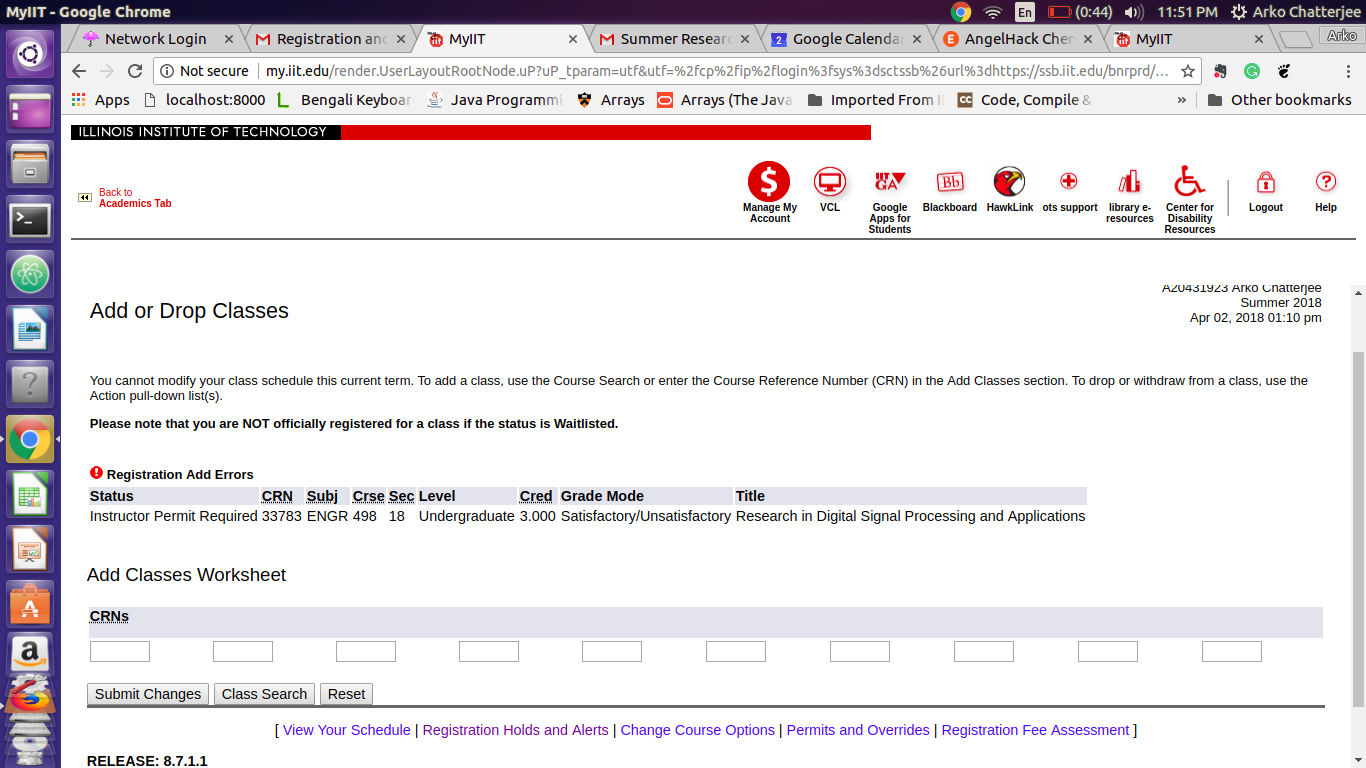 MyIIT - Google Chrome
En
(0:44)
11:51 PM
Arko Chatterjee
Network Login
Registration and
MyIIT
Summer Resear
Google Calenda
AngelHack Chen
MyIIT
Arko
Not secure
my.iit.edu/render.UserLayoutRootNode.uP?uP_tparam=utf&utf=%2fcp%2fip%2flogin%3fsys%3dsctssb%26url%3dhttps://ssb.iit.edu/bnrprd/...
Apps
localhost:8000
Bengali Keyboar
Java Programmi
Arrays
Arrays (The Java
Imported From I
CC
Code, Compile &
»
Other bookmarks
ILLINOIS INSTITUTE OF TECHNOLOGY
Back to
Academics Tab
Manage My
Account
VCL
Google
Apps for
Students
Bb
Blackboard
HawkLink
ots support
library e-
resources
Center for
Disability
Resources
Logout
Help
A20431923 Arko Chatterjee
Summer 2018
Apr 02, 2018 01:10 pm
Add or Drop Classes
You cannot modify your class schedule this current term. To add a class, use the Course Search or enter the Course Reference Number (CRN) in the Add Classes section. To drop or withdraw from a class, use the
Action pull-down list(s).
Please note that you are NOT officially registered for a class if the status is Waitlisted.
Registration Add Errors
Status CRN Subj Crse Sec Level Cred Grade Mode Title
Instructor Permit Required 33783 ENGR 498 18 Undergraduate 3.000 Satisfactory/Unsatisfactory Research in Digital Signal Processing and Applications
Add Classes Worksheet
CRNs
Submit Changes Class Search Reset
[ View Your Schedule | Registration Holds and Alerts | Change Course Options | Permits and Overrides | Registration Fee Assessment ]
RELEASE: 8.7.1.1